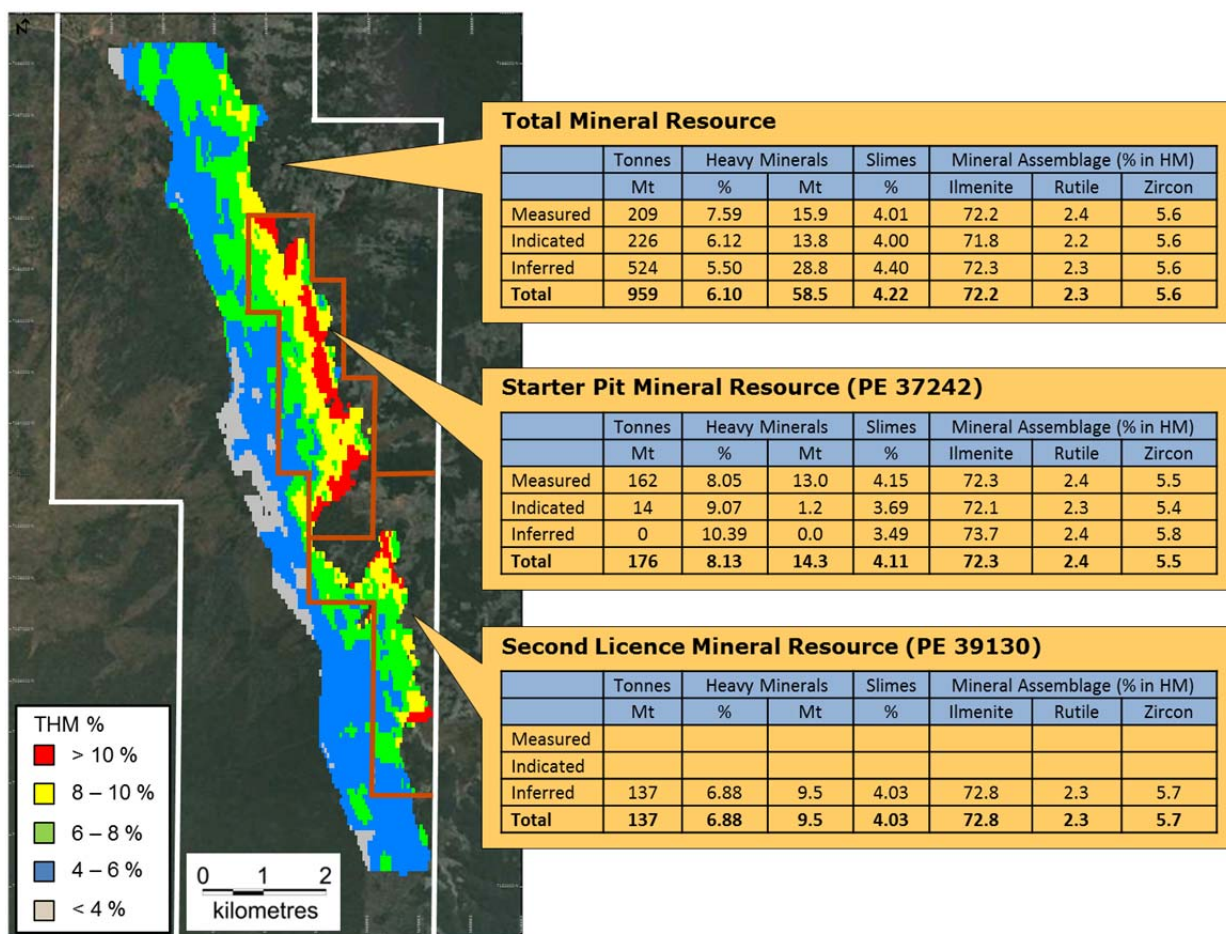 N
Total Mineral Resource
Tonnes Heavy Minerals Slimes Mineral Assemblage (% in HM)
Mt % Mt % Ilmenite Rutile Zircon
Measured 209 7.59 15.9 4.01 72.2 2.4 5.6
Indicated 226 6.12 13.8 4.00 71.8 2.2 5.6
Inferred 524 5.50 28.8 4.40 72.3 2.3 5.6
Total 959 6.10 58.5 4.22 72.2 2.3 5.6
Starter Pit Mineral Resource (PE 37242)
Tonnes Heavy Minerals Slimes Mineral Assemblage (% in HM)
Mt % Mt % Ilmenite Rutile Zircon
Measured 162 8.05 13.0 4.15 72.3 2.4 5.5
Indicated 14 9.07 1.2 3.69 72.1 2.3 5.4
Inferred 0 10.39 0.0 3.49 73.7 2.4 5.8
Total 176 8.13 14.3 4.11 72.3 2.4 5.5
Second Licence Mineral Resource (PE 39130)
Tonnes Heavy Minerals Slimes Mineral Assemblage (% in HM)
Mt % Mt % Ilmenite Rutile Zircon
Measured
Indicated
Inferred 137 6.88 9.5 4.03 72.8 2.3 5.7
Total 137 6.88 9.5 4.03 72.8 2.3 5.7
THM %
> 10 %
8 – 10 %
6 – 8 %
4 – 6 %
< 4 %
0 1 2
kilometres